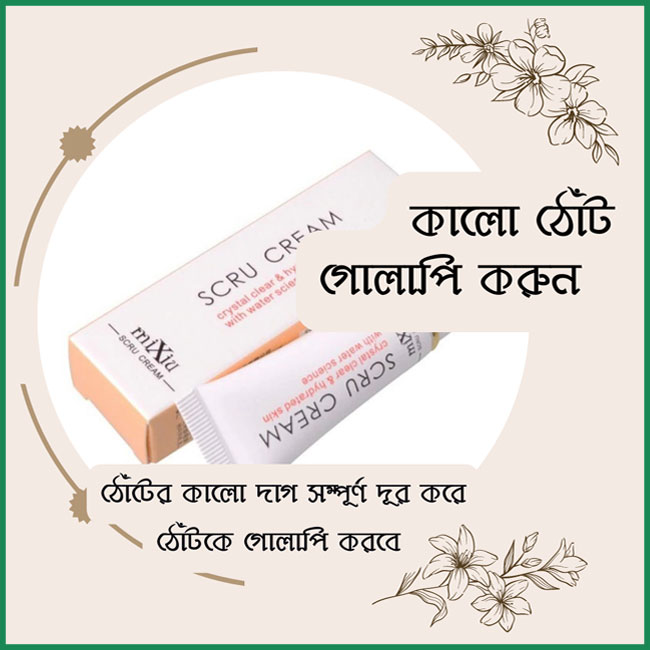 কালো ঠোঁট
গোলাপি করুন
SCRU CREAM
crystal clear & hy
with water scie
miXiu
SCRU CREAM
crystal clear & hydrated skin
with water science
SCRU CREAM
ঠোঁটের কালো দাগ সম্পূর্ণ দূর করে
ঠোঁটকে গোলাপি করবে